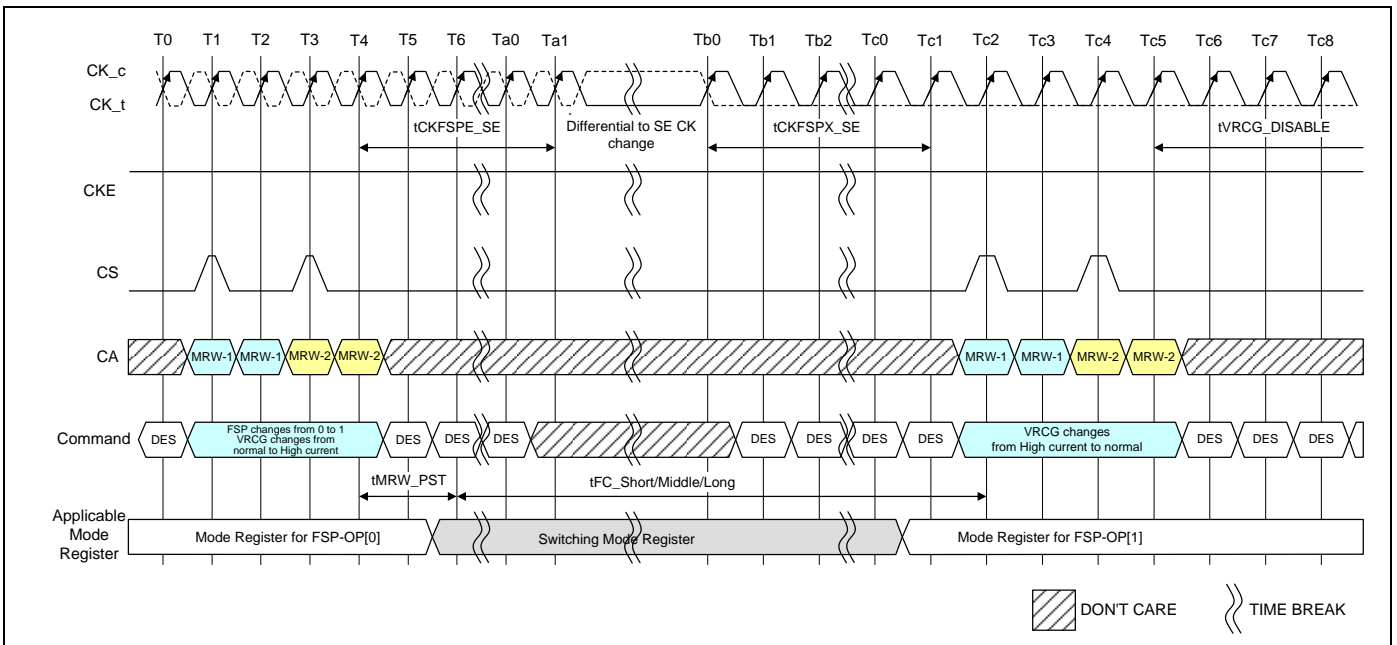 T0 T1 T2 T3 T4 T5 T6 Ta0 Ta1 Tb0 Tb1 Tb2 Tc0 Tc1 Tc2 Tc3 Tc4 Tc5 Tc6 Tc7 Tc8
CK_c
CK_t
tCKFSPE_SE
Differential to SE CK
change
tCKFSPX_SE
tVRCG_DISABLE
CKE
CS
CA
MRW-1 MRW-1 MRW-2 MRW-2 MRW-1 MRW-1 MRW-2 MRW-2
Command
DES
FSP changes from 0 to 1
VRCG changes from
normal to High current
DES DES DES DES DES DES DES
VRCG changes
from High current to normal
DES DES DES
tMRW_PST
tFC_Short/Middle/Long
Applicable
Mode
Register
Mode Register for FSP-OP[0]
Switching Mode Register
Mode Register for FSP-OP[1]
DON'T CARE
TIME BREAK